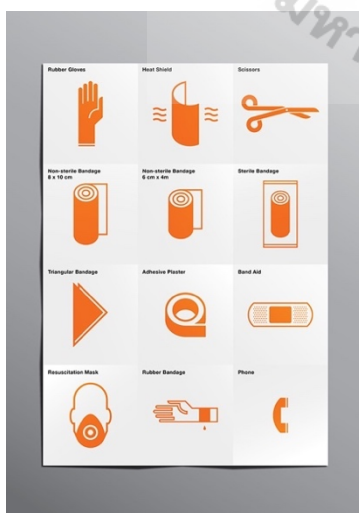 Rubber Gloves
Heat Shield
Scissors
Non-sterile Bandage
8 x 10 cm
Non-sterile Bandage
6 cm x 4m
Sterile Bandage
Triangular Bandage
Adhesive Plaster
Band Aid
Resuscitation Mask
Rubber Bandage
Phone